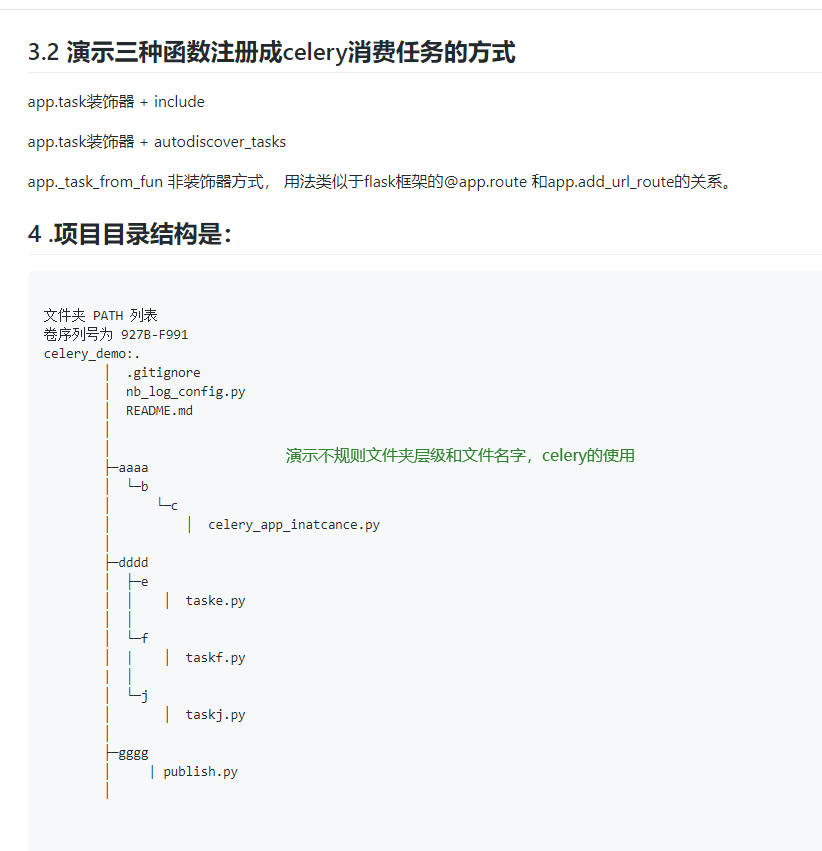 3.2 演示三种函数注册成celery消费任务的方式
app.task装饰器 + include
app.task装饰器 + autodiscover_tasks
app._task_from_fun 非装饰器方式， 用法类似于flask框架的@app.route 和app.add_url_route的关系。
4 .项目目录结构是：
文件夹 PATH 列表
卷序列号为 927B-F991
celery_demo:.
│  .gitignore
│  nb_log_config.py
│  README.md
│
│ 演示不规则文件夹层级和文件名字，celery的使用
├─aaaa
│  └─b
│      └─c
│          │  celery_app_inatcance.py
│
├─dddd
│  ├─e
│  │    │  taske.py
│  │
│  └─f
│  |    │  taskf.py
│  │
│  └─j
│       │  taskj.py
│
├─gggg
│     | publish.py
│